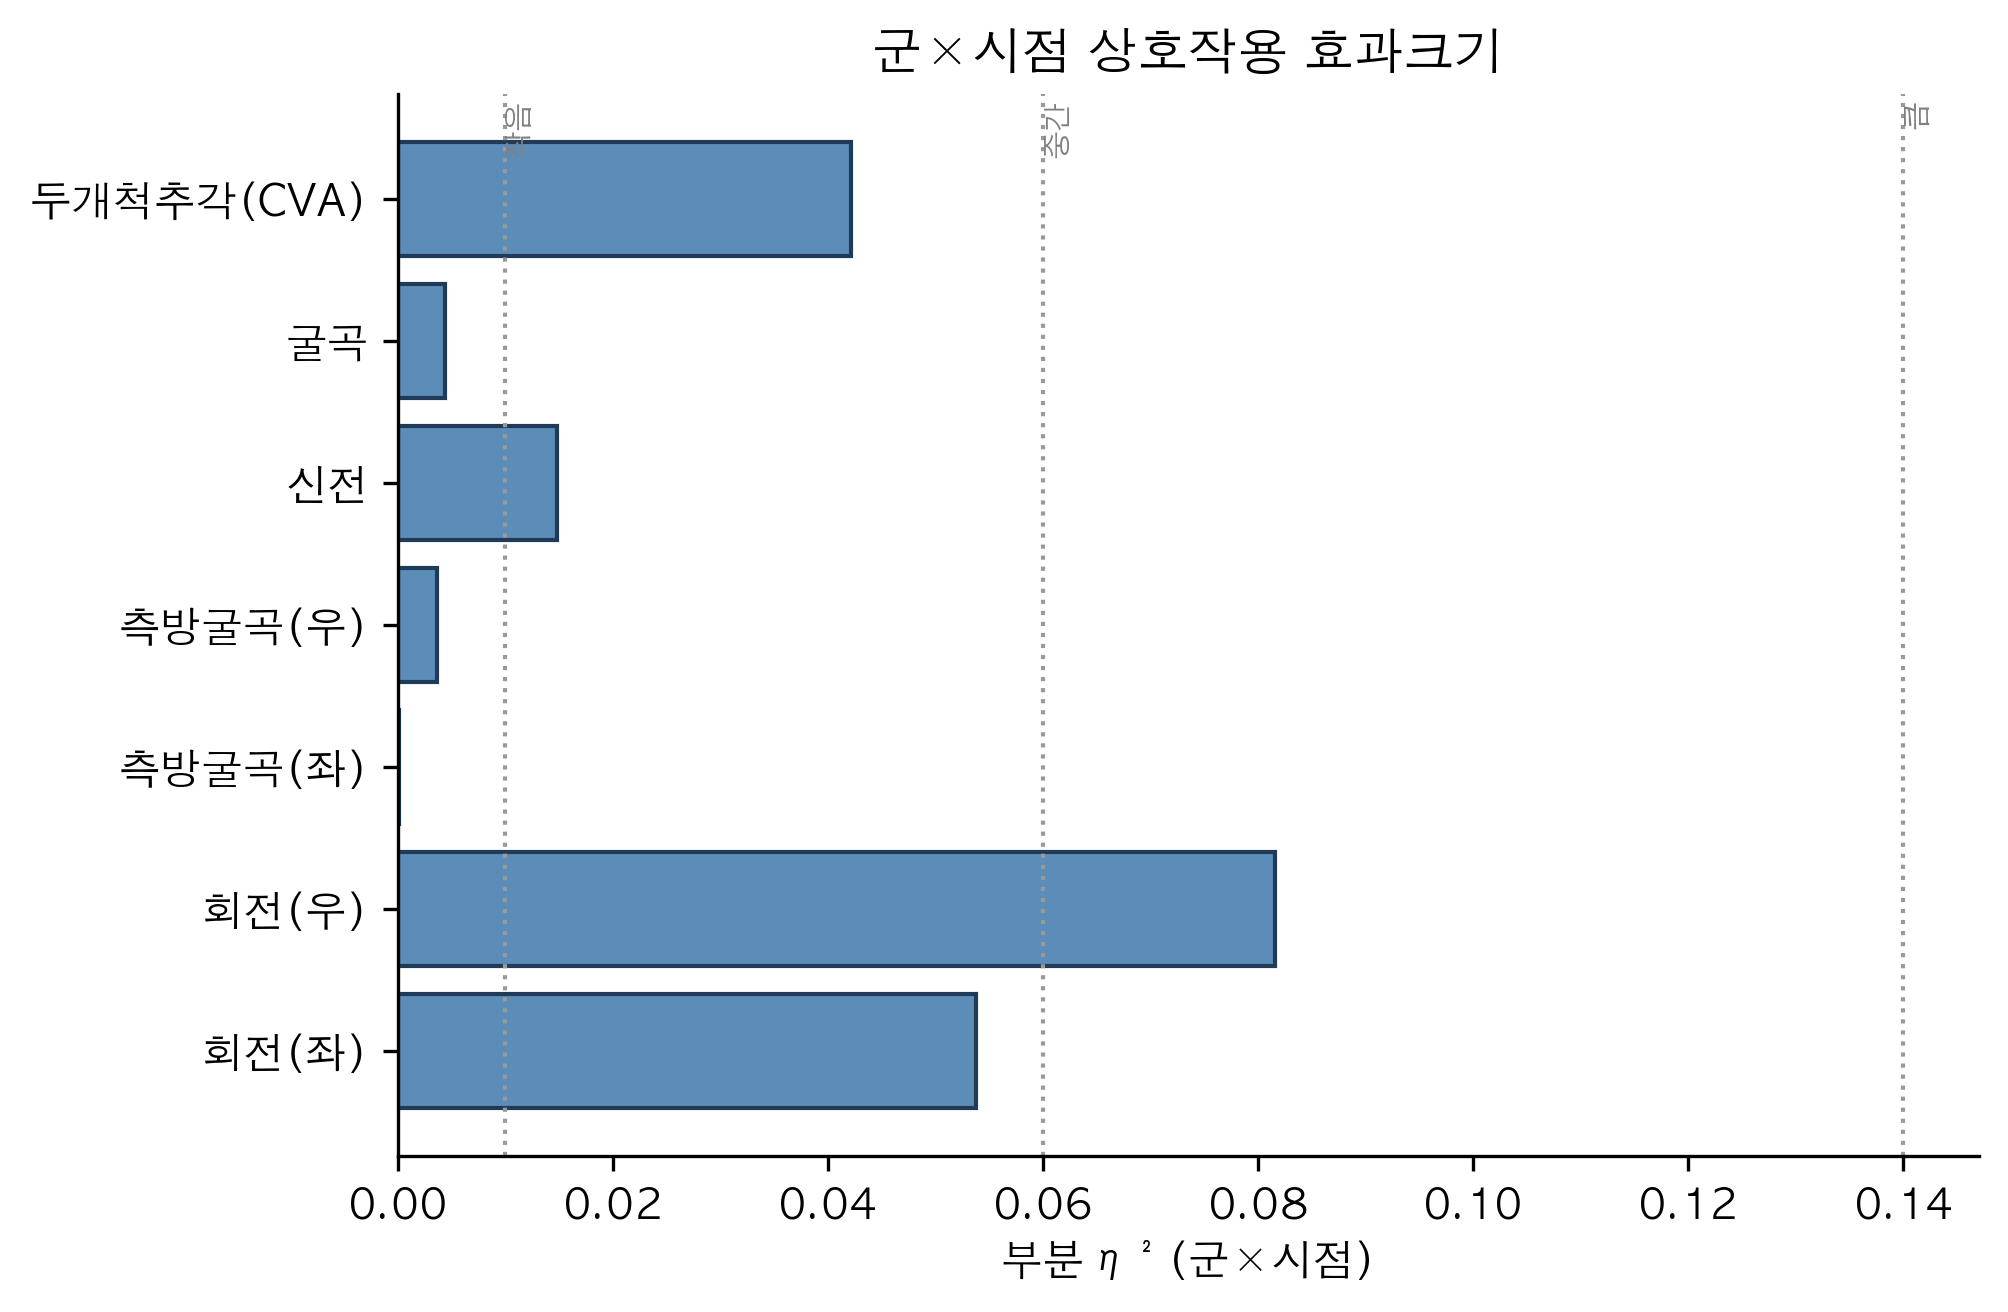 군×시점 상호작용 효과크기
중간
큼
두개척추각(CVA)
굴곡
신전
측방굴곡(우)
측방굴곡(좌)
회전(우)
회전(좌)
0.00 0.02 0.04 0.06 0.08 0.10 0.12 0.14
부분 η² (군×시점)